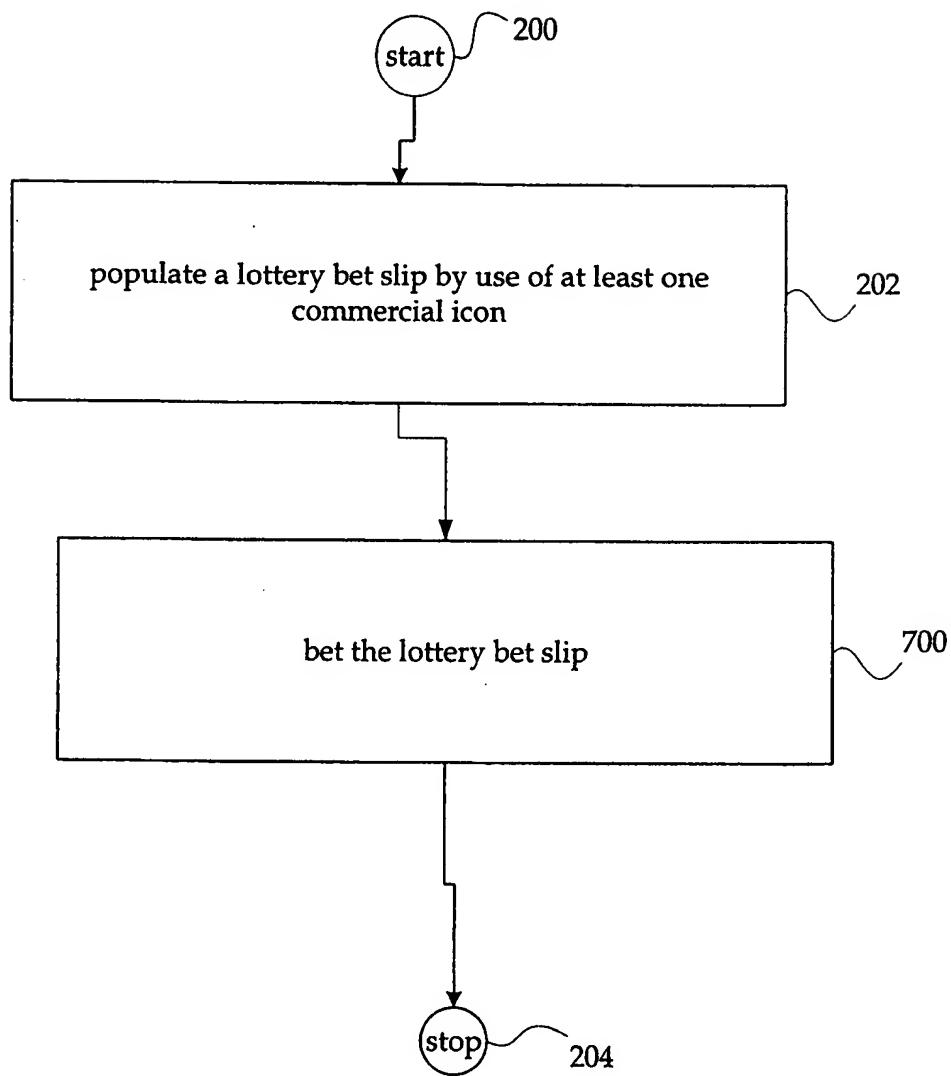 start
200
populate a lottery bet slip by use of at least one
commercial icon
202
bet the lottery bet slip
700
stop
204